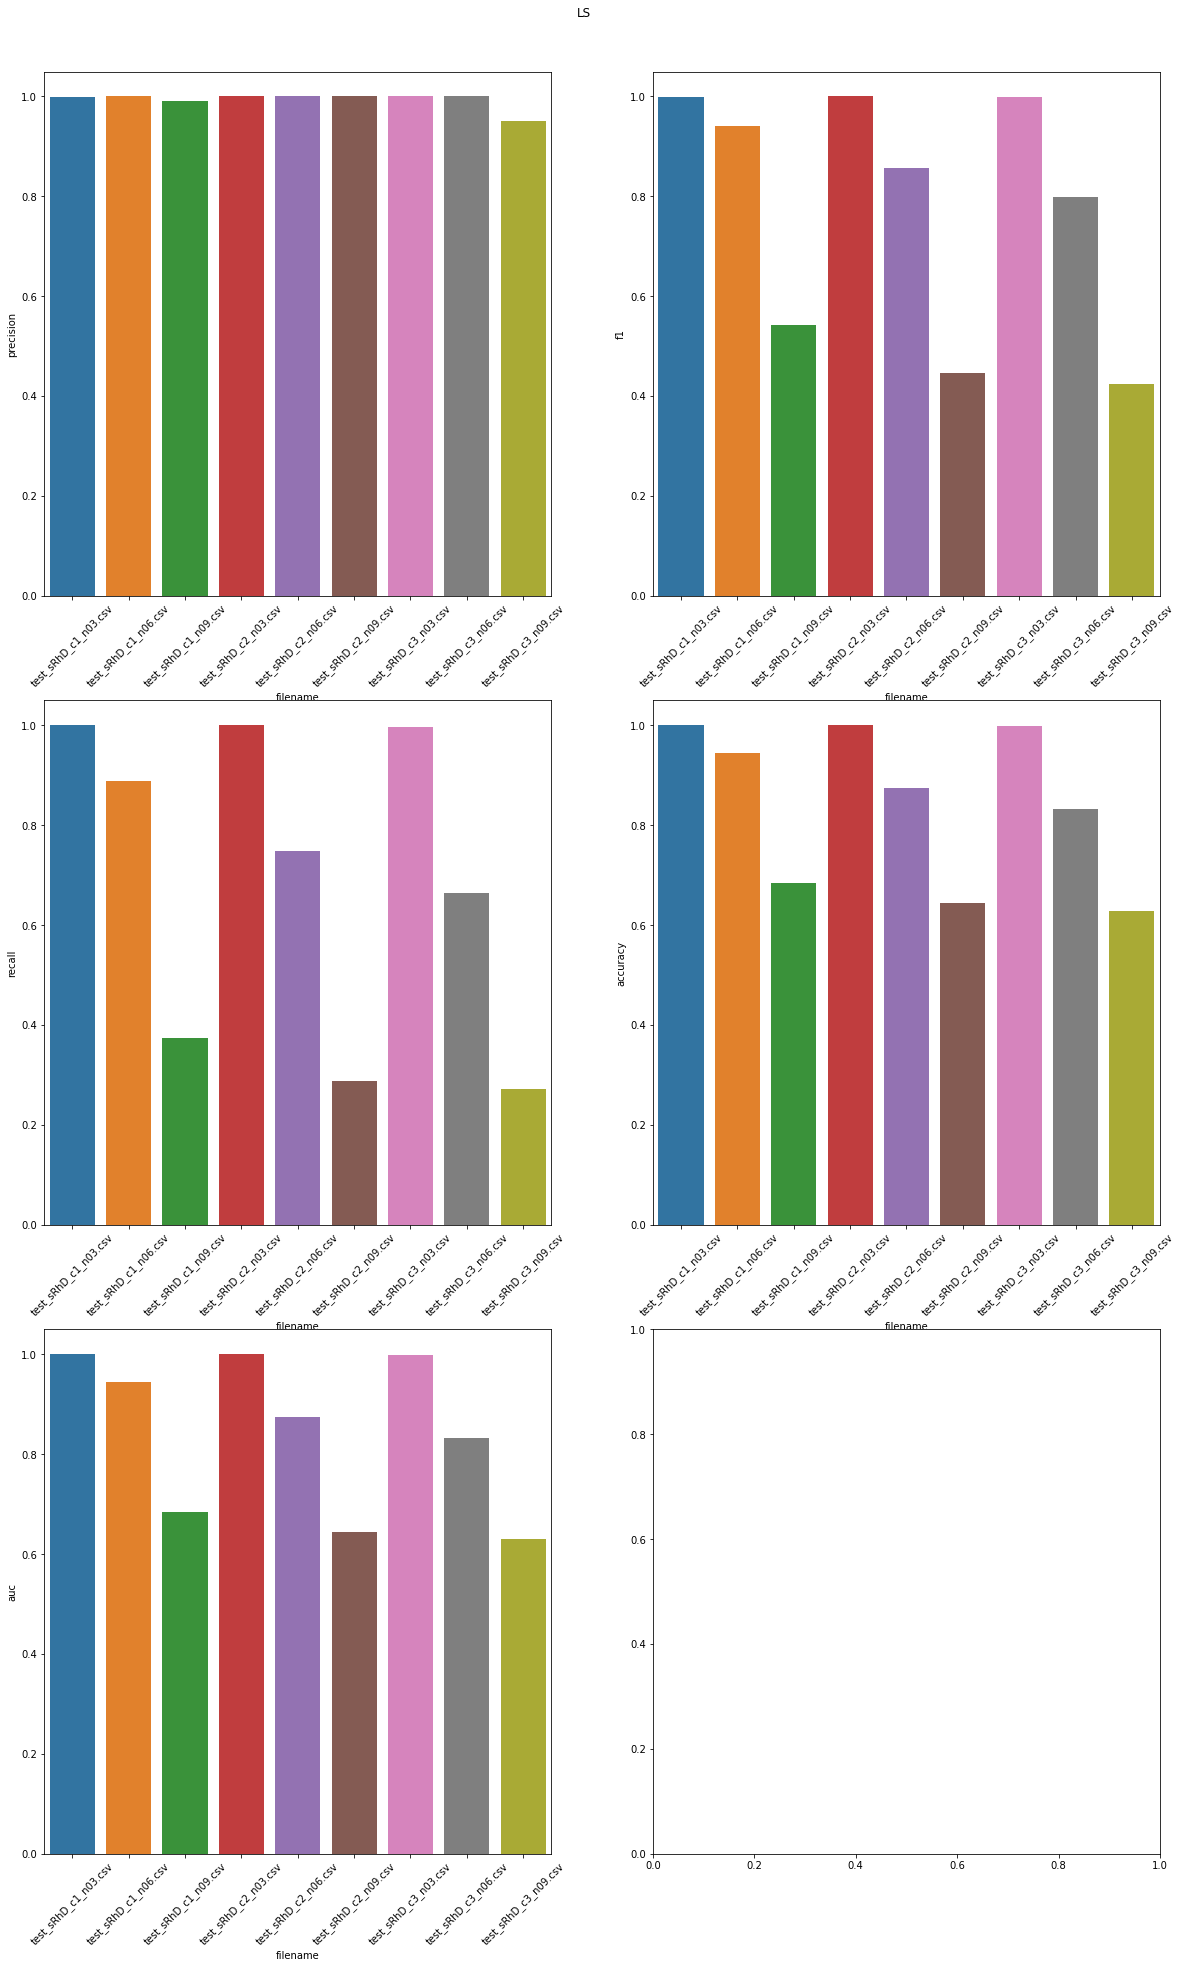 LS
1.0
0.8
0.6
0.4
0.2
0.0
precision
test_sRhD_c1_n03.csv
test_sRhD_c1_n06.csv
test_sRhD_c1_n09.csv
test_sRhD_c2_n03.csv
test_sRhD_c2_n06.csv
test_sRhD_c2_n09.csv
test_sRhD_c3_n03.csv
test_sRhD_c3_n06.csv
test_sRhD_c3_n09.csv
filename
1.0
0.8
0.6
0.4
0.2
0.0
f1
test_sRhD_c1_n03.csv
test_sRhD_c1_n06.csv
test_sRhD_c1_n09.csv
test_sRhD_c2_n03.csv
test_sRhD_c2_n06.csv
test_sRhD_c2_n09.csv
test_sRhD_c3_n03.csv
test_sRhD_c3_n06.csv
test_sRhD_c3_n09.csv
filename
1.0
0.8
0.6
0.4
0.2
0.0
recall
test_sRhD_c1_n03.csv
test_sRhD_c1_n06.csv
test_sRhD_c1_n09.csv
test_sRhD_c2_n03.csv
test_sRhD_c2_n06.csv
test_sRhD_c2_n09.csv
test_sRhD_c3_n03.csv
test_sRhD_c3_n06.csv
test_sRhD_c3_n09.csv
filename
1.0
0.8
0.6
0.4
0.2
0.0
accuracy
test_sRhD_c1_n03.csv
test_sRhD_c1_n06.csv
test_sRhD_c1_n09.csv
test_sRhD_c2_n03.csv
test_sRhD_c2_n06.csv
test_sRhD_c2_n09.csv
test_sRhD_c3_n03.csv
test_sRhD_c3_n06.csv
test_sRhD_c3_n09.csv
filename
1.0
0.8
0.6
0.4
0.2
0.0
auc
test_sRhD_c1_n03.csv
test_sRhD_c1_n06.csv
test_sRhD_c1_n09.csv
test_sRhD_c2_n03.csv
test_sRhD_c2_n06.csv
test_sRhD_c2_n09.csv
test_sRhD_c3_n03.csv
test_sRhD_c3_n06.csv
test_sRhD_c3_n09.csv
filename
1.0
0.8
0.6
0.4
0.2
0.0
0.0 0.2 0.4 0.6 0.8 1.0